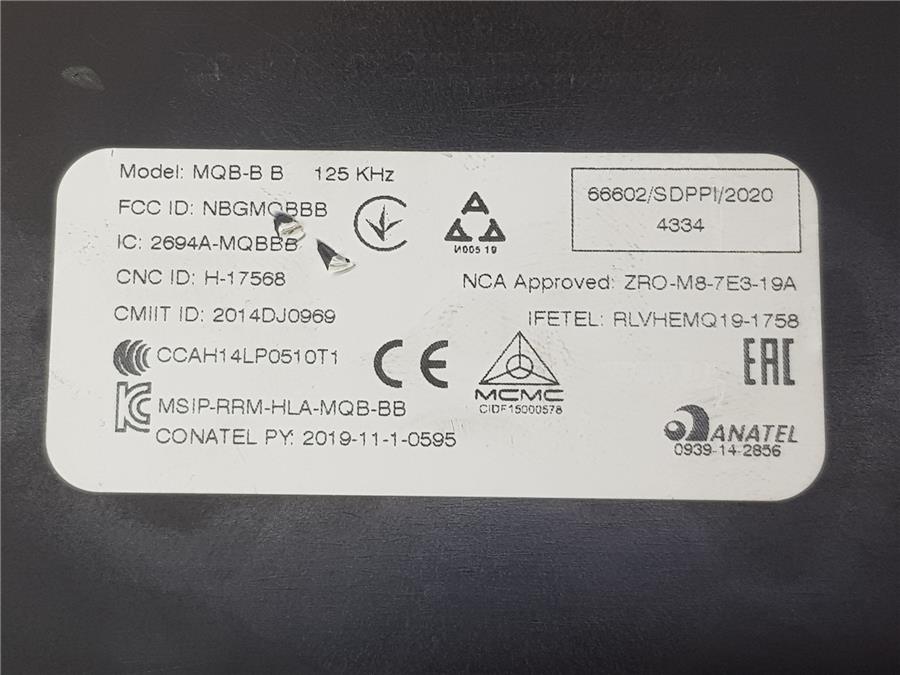 Model: MQB-B B 125 KHz
FCC ID: NBGMQBBB
IC: 2694A-MQBBB
CNC ID: H-17568
CMIIT ID: 2014DJ0969
CCAH14LP0510T1
MSIP-RRM-HLA-MQB-BB
CONATEL PY: 2019-11-1-0595
И005 19
66602/SDPPI/2020
4334
NCA Approved: ZRO-M8-7E3-19A
IFETEL: RLVHEMQ19-1758
CE
MCMC
CIDF15000578
EAC
ANATEL
0939-14-2856